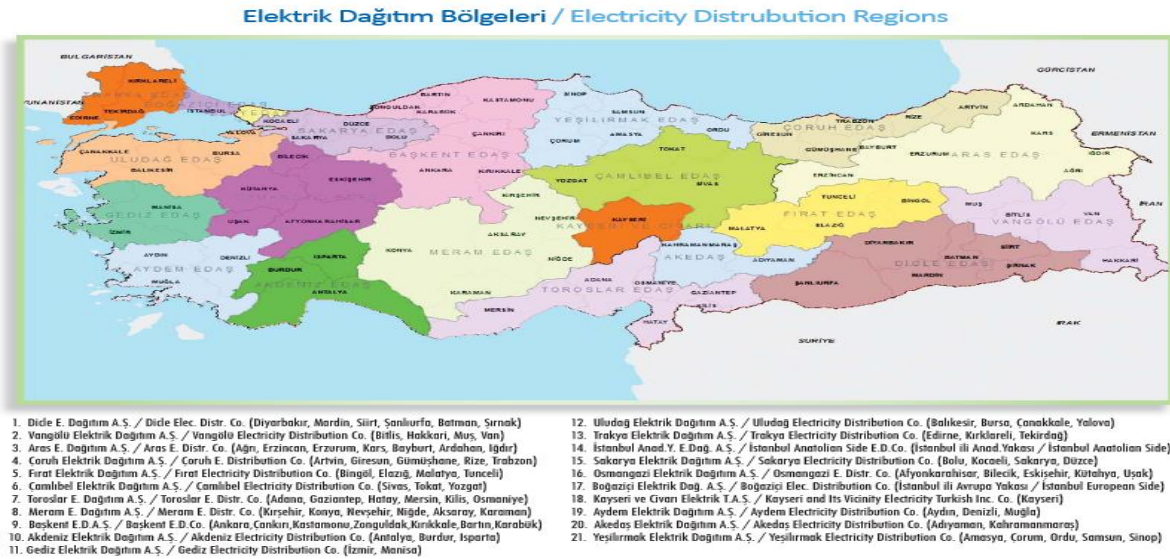 Elektrik Dağıtım Bölgeleri / Electricity Distrubution Regions
BULGARİSTAN
GÜRCİSTAN
YUNANİSTAN
ERMENİSTAN
İRAN
IRAK
SURİYE
KIRKLARELİ
EDİRNE
TEKİRDAĞ
BOĞAZİÇİ EDAŞ
İSTANBUL
KOCAELİ
YALOVA
SAKARYA
DÜZCE
BOLU
SAKARYA EDAŞ
ZONGULDAK
BARTIN
KARABÜK
KASTAMONU
ÇANKIRI
BAŞKENT EDAŞ
ANKARA
KIRIKKALE
SİNOP
SAMSUN
YEŞİLIRMAK EDAŞ
ÇORUM
AMASYA
ORDU
GİRESUN
TRABZON
RİZE
ARTVİN
ÇORUH EDAŞ
GÜMÜŞHANE
BAYBURT
ARDAHAN
KARS
ERZURUM
ARAS EDAŞ
IĞDIR
AĞRI
ERZİNCAN
ÇANAKKALE
BURSA
ULUDAĞ EDAŞ
BALIKESİR
BİLECİK
ESKİŞEHİR
KÜTAHYA
UŞAK
AFYONKARAHİSAR
MANİSA
GEDİZ EDAŞ
İZMİR
AYDIN
DENİZLİ
AYDEM EDAŞ
MUĞLA
ISPARTA
BURDUR
AKDENİZ EDAŞ
ANTALYA
KIRŞEHİR
NEVŞEHİR
AKSARAY
KONYA
MERAM EDAŞ
NİĞDE
KARAMAN
TOKAT
YOZGAT
ÇAMLIBEL EDAŞ
SİVAS
KAYSERİ
KAYSERİ VE CİVARI
TUNCELİ
BİNGÖL
FIRAT EDAŞ
ELAZIĞ
MALATYA
MUŞ
BİTLİS
VAN
VANGÖLÜ EDAŞ
HAKKARİ
DİYARBAKIR
BATMAN
SİİRT
DİCLE EDAŞ
ŞIRNAK
MARDİN
ŞANLIURFA
KAHRAMANMARAŞ
AKEDAŞ
ADIYAMAN
ADANA
OSMANİYE
GAZİANTEP
TOROSLAR EDAŞ
KİLİS
MERSİN
HATAY
1. Dicle E. Dağıtım A.Ş. / Dicle Elec. Distr. Co. (Diyarbakır, Mardin, Siirt, Şanlıurfa, Batman, Şırnak)
2. Vangölü Elektrik Dağıtım A.Ş. / Vangölü Electricity Distribution Co. (Bitlis, Hakkari, Muş, Van)
3. Aras E. Dağıtım A.Ş. / Aras E. Distr. Co. (Ağrı, Erzincan, Erzurum, Kars, Bayburt, Ardahan, Iğdır)
4. Çoruh Elektrik Dağıtım A.Ş. / Çoruh E. Distribution Co. (Artvin, Giresun, Gümüşhane, Rize, Trabzon)
5. Fırat Elektrik Dağıtım A.Ş. / Fırat Electricity Distribution Co. (Bingöl, Elazığ, Malatya, Tunceli)
6. Çamlıbel Elektrik Dağıtım A.Ş. / Çamlıbel Electricity Distribution Co. (Sivas, Tokat, Yozgat)
7. Toroslar E. Dağıtım A.Ş. / Toroslar E. Distr. Co. (Adana, Gaziantep, Hatay, Mersin, Kilis, Osmaniye)
8. Meram E. Dağıtım A.Ş. / Meram E. Distr. Co. (Kırşehir, Konya, Nevşehir, Niğde, Aksaray, Karaman)
9. Başkent E.D.A.Ş. / Başkent E.D.Co. (Ankara,Çankırı,Kastamonu,Zonguldak,Kırıkkale,Bartın,Karabük)
10. Akdeniz Elektrik Dağıtım A.Ş. / Akdeniz Electricity Distribution Co. (Antalya, Burdur, Isparta)
11. Gediz Elektrik Dağıtım A.Ş. / Gediz Electricity Distribution Co. (İzmir, Manisa)
12. Uludağ Elektrik Dağıtım A.Ş. / Uludağ Electricity Distribution Co. (Balıkesir, Bursa, Çanakkale, Yalova)
13. Trakya Elektrik Dağıtım A.Ş. / Trakya Electricity Distribution Co. (Edirne, Kırklareli, Tekirdağ)
14. İstanbul Anad.Y. E.Dağ. A.Ş. / İstanbul Anatolian Side E.D.Co. (İstanbul ili Anad.Yakası / İstanbul Anatolian Side)
15. Sakarya Elektrik Dağıtım A.Ş. / Sakarya Electricity Distribution Co. (Bolu, Kocaeli, Sakarya, Düzce)
16. Osmangazi Elektrik Dağıtım A.Ş. / Osmangazi E. Distr. Co. (Afyonkarahisar, Bilecik, Eskişehir, Kütahya, Uşak)
17. Boğaziçi Elektrik Dağ. A.Ş. / Boğaziçi Elec. Distribution Co. (İstanbul ili Avrupa Yakası / İstanbul European Side)
18. Kayseri ve Civarı Elektrik T.A.Ş. / Kayseri and Its Vicinity Electricity Turkish Inc. Co. (Kayseri)
19. Aydem Elektrik Dağıtım A.Ş. / Aydem Electricity Distribution Co. (Aydın, Denizli, Muğla)
20. Akedaş Elektrik Dağıtım A.Ş. / Akedaş Electricity Distribution Co. (Adıyaman, Kahramanmaraş)
21. Yeşilırmak Elektrik Dağıtım A.Ş. / Yeşilırmak Electricity Distribution Co. (Amasya, Çorum, Ordu, Samsun, Sinop)